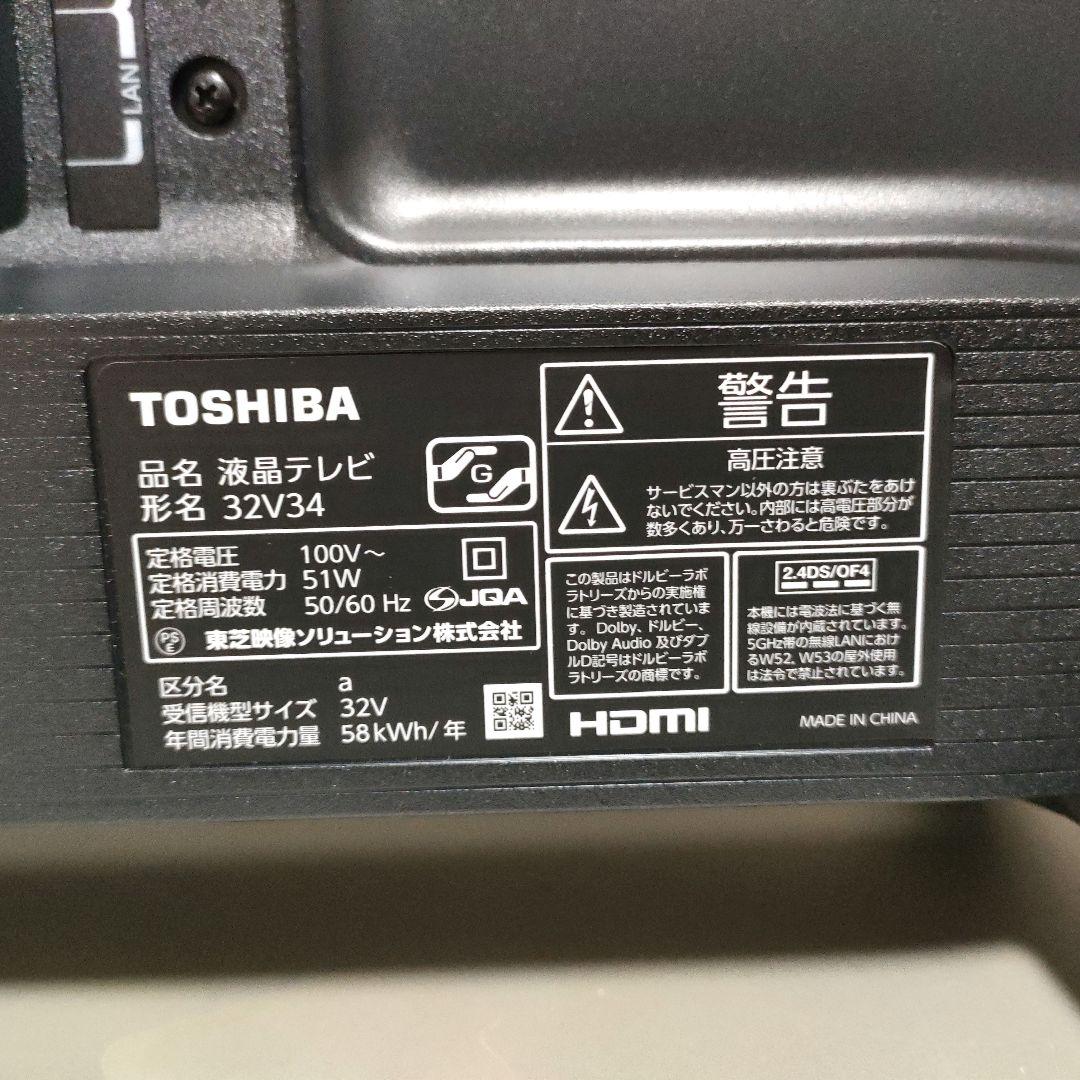 LAN
TOSHIBA
品名 液晶テレビ
形名 32V34
G
定格電圧 100V～
定格消費電力 51W
定格周波数 50/60 Hz
JQA
PS
E
東芝映像ソリューション株式会社
区分名 a
受信機型サイズ 32V
年間消費電力量 58kWh/年
警告
高圧注意
サービスマン以外の方は裏ぶたをあけ
ないでください。内部には高電圧部分が
数多くあり、万一さわると危険です。
この製品はドルビーラボ
ラトリーズからの実施権
に基づき製造されていま
す。Dolby、ドルビー、
Dolby Audio 及びダブ
ルD記号はドルビーラボ
ラトリーズの商標です。
2.4DS/OF4
本機には電波法に基づく無
線設備が内蔵されています。
5GHz帯の無線LANにおけ
るW52、W53の屋外使用
は法令で禁止されています。
HDMI
MADE IN CHINA